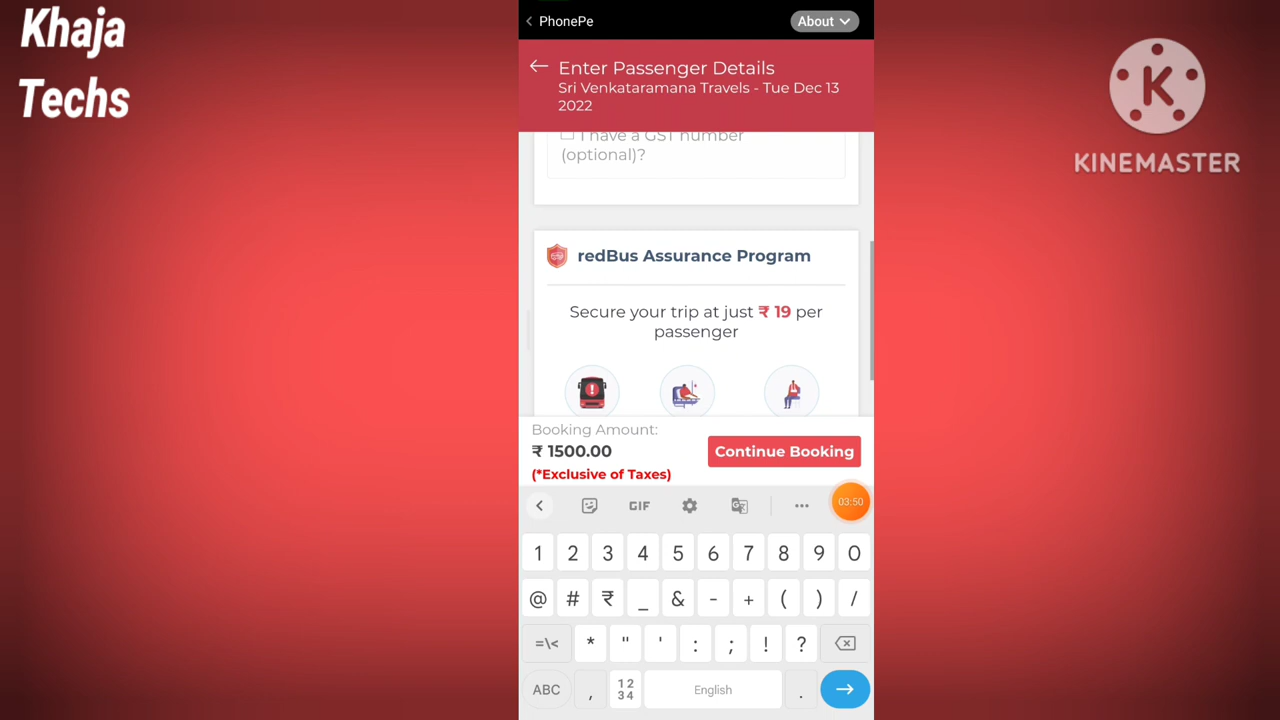 Khaja
Techs
K
KINEMASTER
PhonePe
About
Enter Passenger Details
Sri Venkataramana Travels - Tue Dec 13
2022
I have a GST number
(optional)?
redBus Assurance Program
Secure your trip at just ₹ 19 per
passenger
Booking Amount:
₹ 1500.00
(*Exclusive of Taxes)
Continue Booking
GIF
...
03:50
1 2 3 4 5 6 7 8 9 0
@ # ₹ _ & - + ( ) /
=\< * " ' : ; ! ?
ABC , 12 34 English .